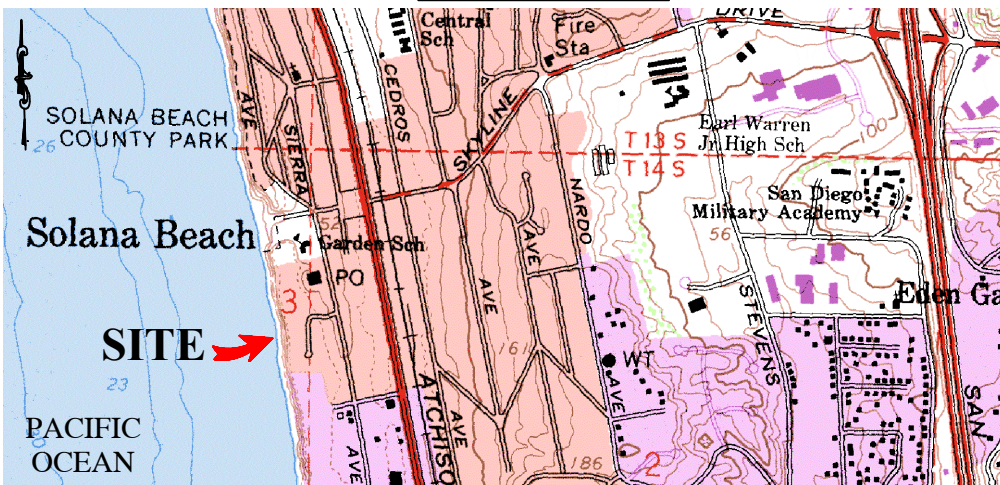 DRIVE
Central
Sch
Fire
Sta
CEDROS
AVE
SIERRA
SKYLINE
SOLANA BEACH
COUNTY PARK
26
Earl Warren
Jr High Sch
100
T 13 S
T 14 S
San Diego
Military Academy
NARDO
AVE
52
Solana Beach
Garden Sch
56
PO
3
AVE
STEVENS
Eden Ga
SITE
161
WT
23
ATCHISO
AVE
AVE
SAN
PACIFIC
OCEAN
AVE
186
2